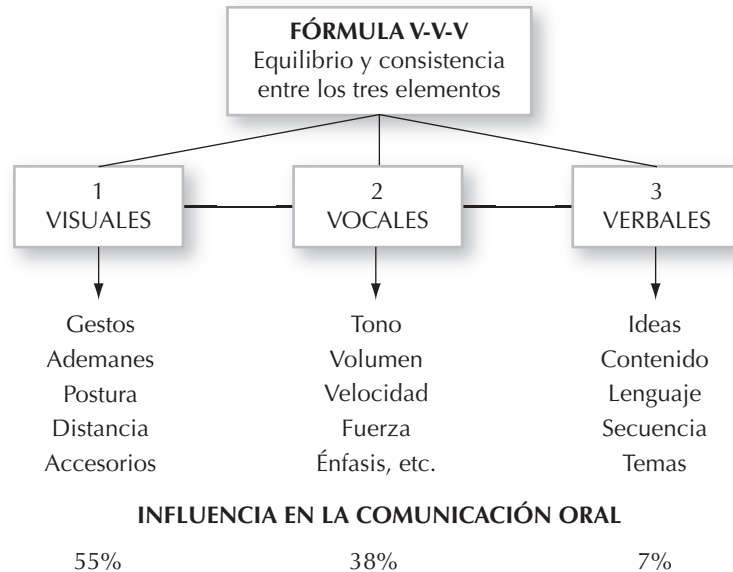 FÓRMULA V-V-V
Equilibrio y consistencia
entre los tres elementos
1
VISUALES
2
VOCALES
3
VERBALES
Gestos
Ademanes
Postura
Distancia
Accesorios
Tono
Volumen
Velocidad
Fuerza
Énfasis, etc.
Ideas
Contenido
Lenguaje
Secuencia
Temas
INFLUENCIA EN LA COMUNICACIÓN ORAL
55%
38%
7%